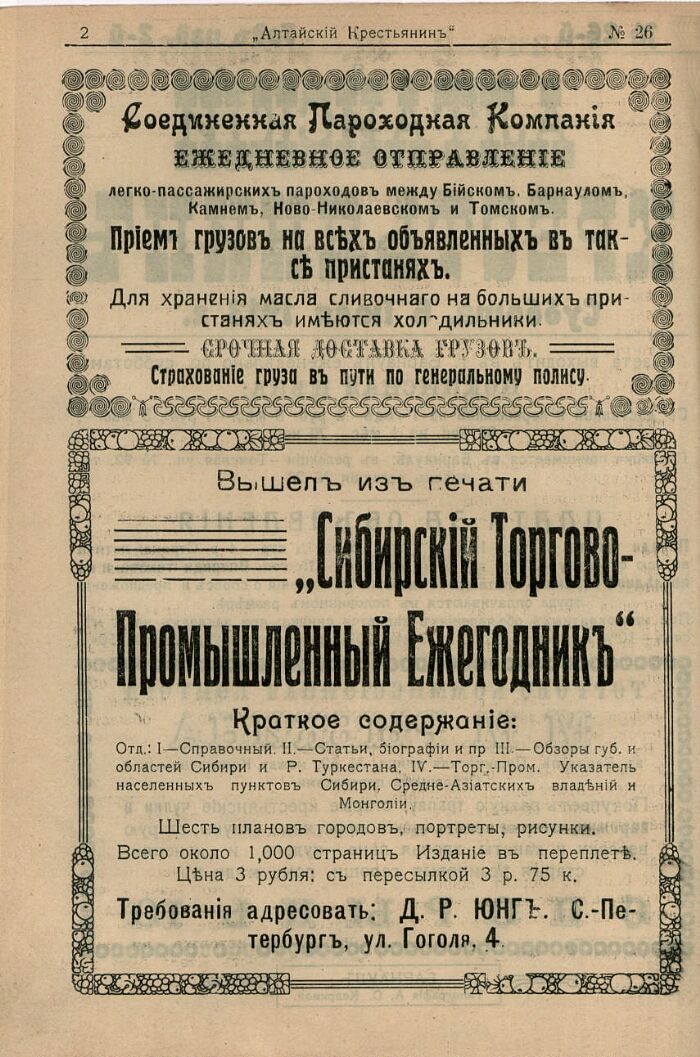 2 „Алтайскій Крестьянинъ“ № 26
Соединенная Пароходная Компанія
ЕЖЕДНЕВНОЕ ОТПРАВЛЕНІЕ
легко-пассажирскихъ пароходовъ между Бійскомъ, Барнауломъ,
Камнемъ, Ново-Николаевскомъ и Томскомъ.
Пріемъ грузовъ на всѣхъ объявленныхъ въ так-
сѣ пристаняхъ.
Для храненія масла сливочнаго на большихъ при-
станяхъ имѣются холодильники.
СРОЧНАЯ ДОСТАВКА ГРУЗОВЪ.
Страхованіе груза въ пути по генеральному полису.
Вышелъ изъ печати
„Сибирскій Торгово-
Промышленный Ежегодникъ“
Краткое содержаніе:
Отд.: I—Справочный. II.—Статьи, біографіи и пр III.—Обзоры губ. и
областей Сибири и Р. Туркестана. IV.—Торг.-Пром. Указатель
населенныхъ пунктовъ Сибири, Средне-Азіатскихъ владѣній и
Монголіи.
Шесть плановъ городовъ, портреты, рисунки.
Всего около 1,000 страницъ Изданіе въ переплетѣ.
Цѣна 3 рубля; съ пересылкой 3 р. 75 к.
Требованія адресовать: Д. Р. ЮНГЪ. С.-Пе-
тербургъ, ул. Гоголя, 4.